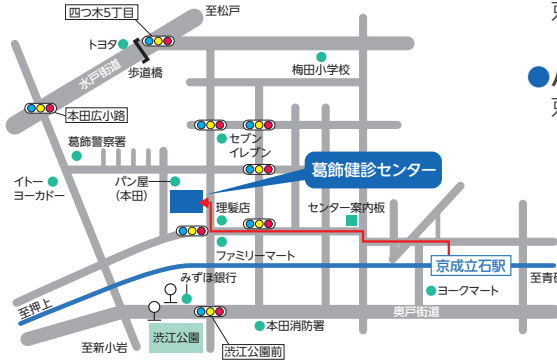 四つ木5丁目
至松戸
トヨタ
歩道橋
水戸街道
梅田小学校
本田広小路
葛飾警察署
セブン
イレブン
イトー
ヨーカドー
パン屋
(本田)
葛飾健診センター
理髪店
センター案内板
ファミリーマート
京成立石駅
みずほ銀行
ヨークマート
至押上
奥戸街道
渋江公園
本田消防署
至新小岩
渋江公園前